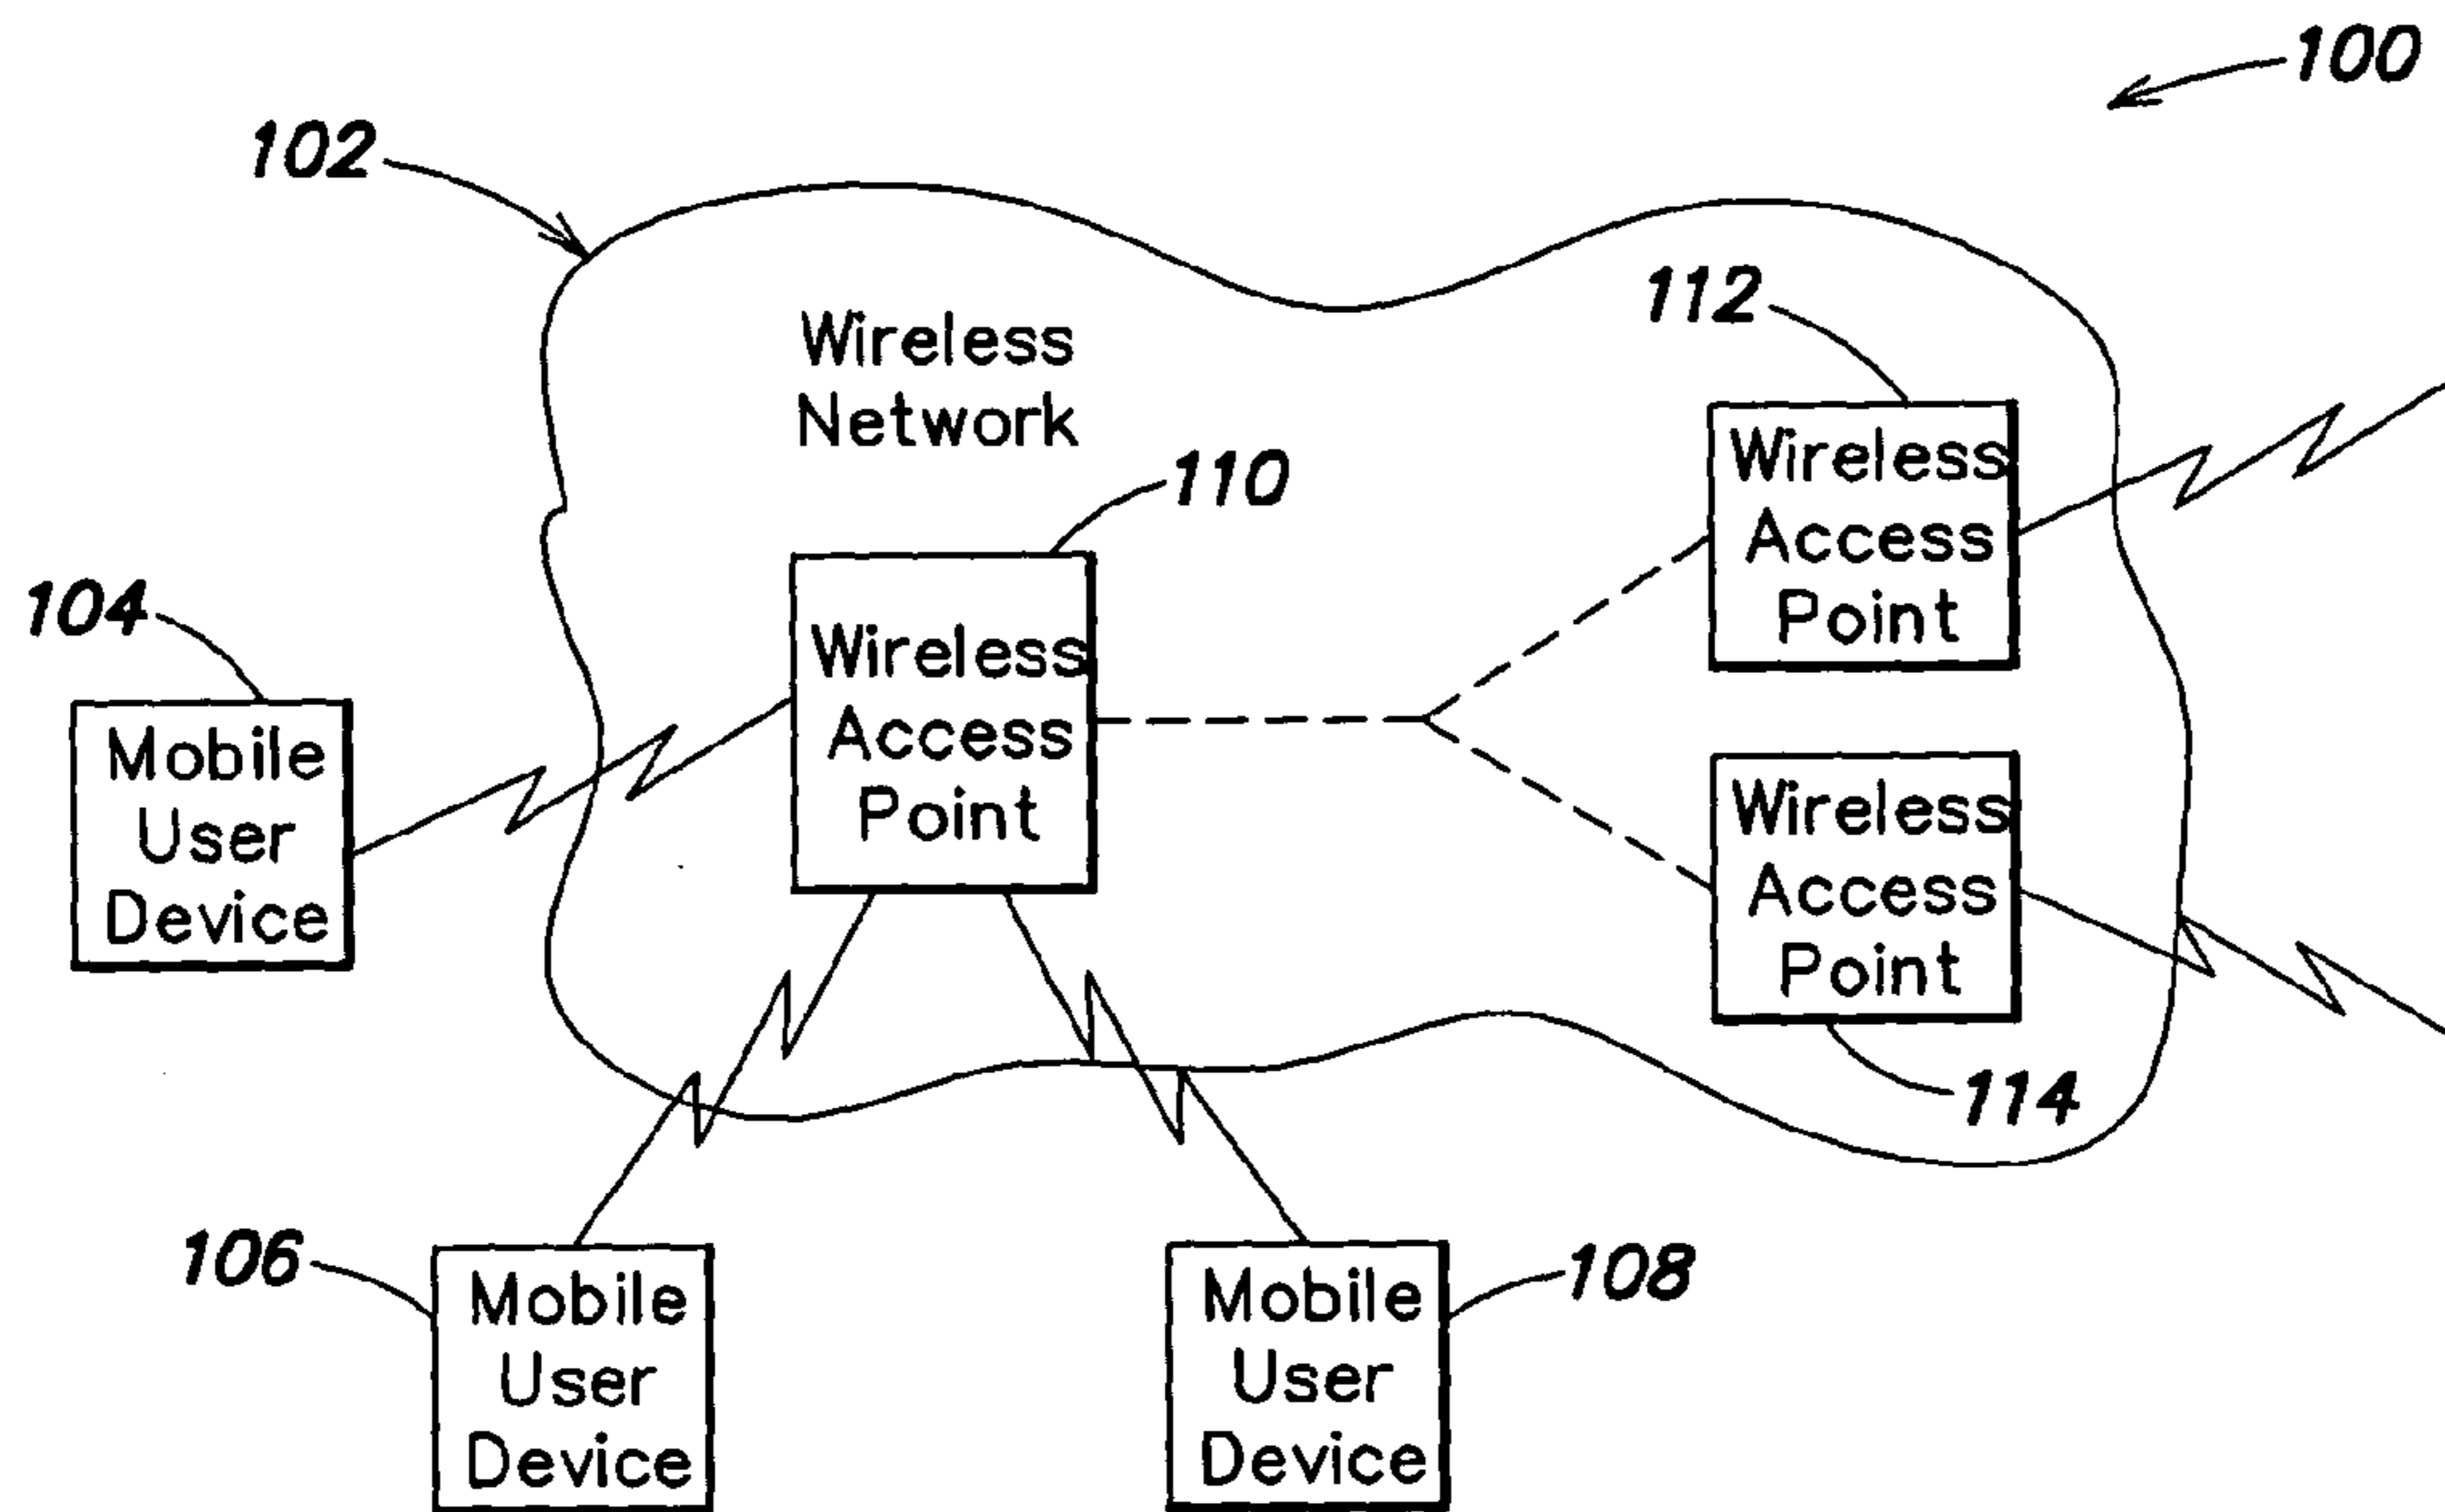 100
102
Wireless
Network
112
Wireless
Access
Point
110
Wireless
Access
Point
104
Mobile
User
Device
Wireless
Access
Point
114
106
Mobile
User
Device
108
Mobile
User
Device